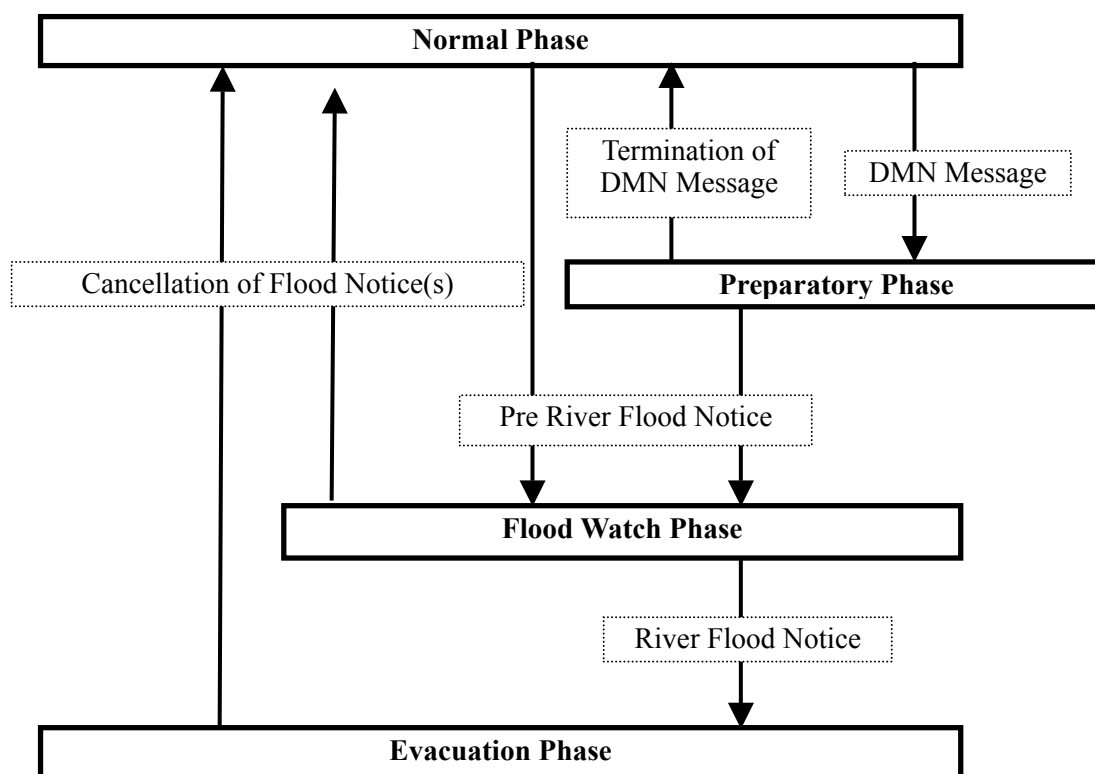 Normal Phase
Termination of
DMN Message
DMN Message
Cancellation of Flood Notice(s)
Preparatory Phase
Pre River Flood Notice
Flood Watch Phase
River Flood Notice
Evacuation Phase